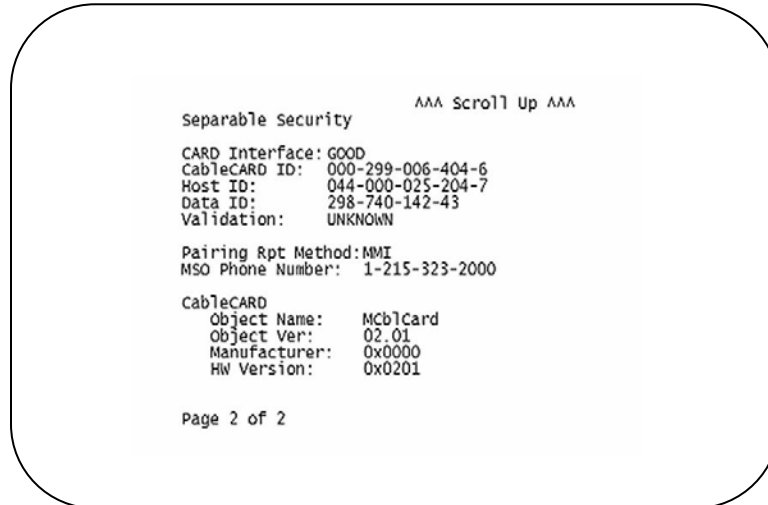 ᴧᴧᴧ Scroll Up ᴧᴧᴧ
Separable Security
CARD Interface: GOOD
CableCARD ID: 000-299-006-404-6
Host ID: 044-000-025-204-7
Data ID: 298-740-142-43
Validation: UNKNOWN
Pairing Rpt Method:MMI
MSO Phone Number: 1-215-323-2000
CableCARD
Object Name: MCblCard
Object Ver: 02.01
Manufacturer: 0x0000
HW Version: 0x0201
Page 2 of 2